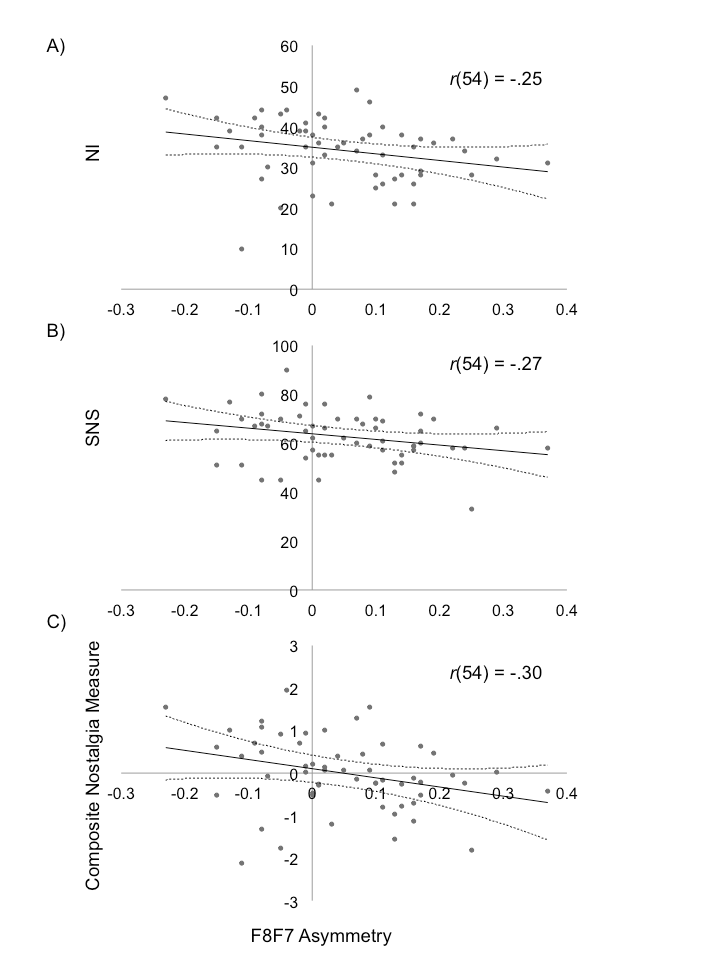 A)
60
r(54) = -.25
50
40
NI
30
20
10
0
-0.3 -0.2 -0.1 0 0.1 0.2 0.3 0.4
B)
100
r(54) = -.27
80
SNS
60
40
20
0
-0.3 -0.2 -0.1 0 0.1 0.2 0.3 0.4
C)
3
r(54) = -.30
2
Composite Nostalgia Measure
1
0
-0.3 -0.2 -0.1 0 0.1 0.2 0.3 0.4
-1
-2
-3
F8F7 Asymmetry